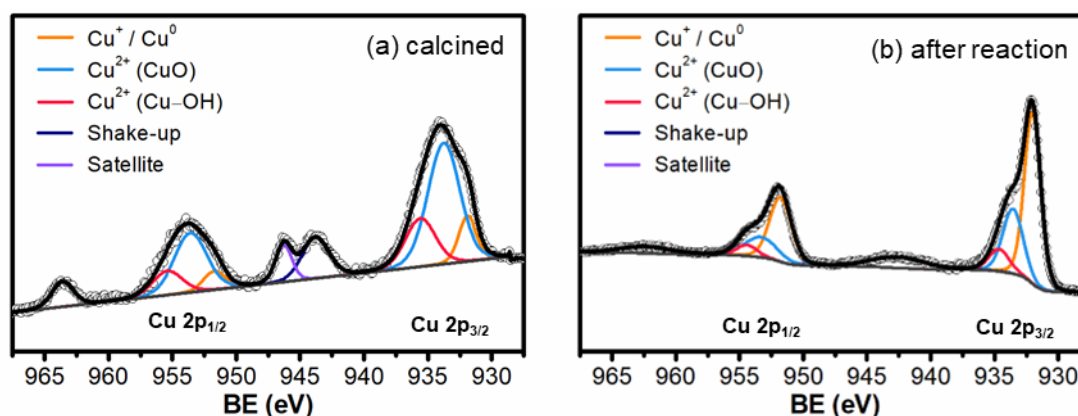 (a) calcined
Cu⁺ / Cu⁰
Cu²⁺ (CuO)
Cu²⁺ (Cu–OH)
Shake-up
Satellite
Cu 2p₁/₂
Cu 2p₃/₂
965 960 955 950 945 940 935 930
BE (eV)
(b) after reaction
Cu⁺ / Cu⁰
Cu²⁺ (CuO)
Cu²⁺ (Cu–OH)
Shake-up
Satellite
Cu 2p₁/₂
Cu 2p₃/₂
965 960 955 950 945 940 935 930
BE (eV)